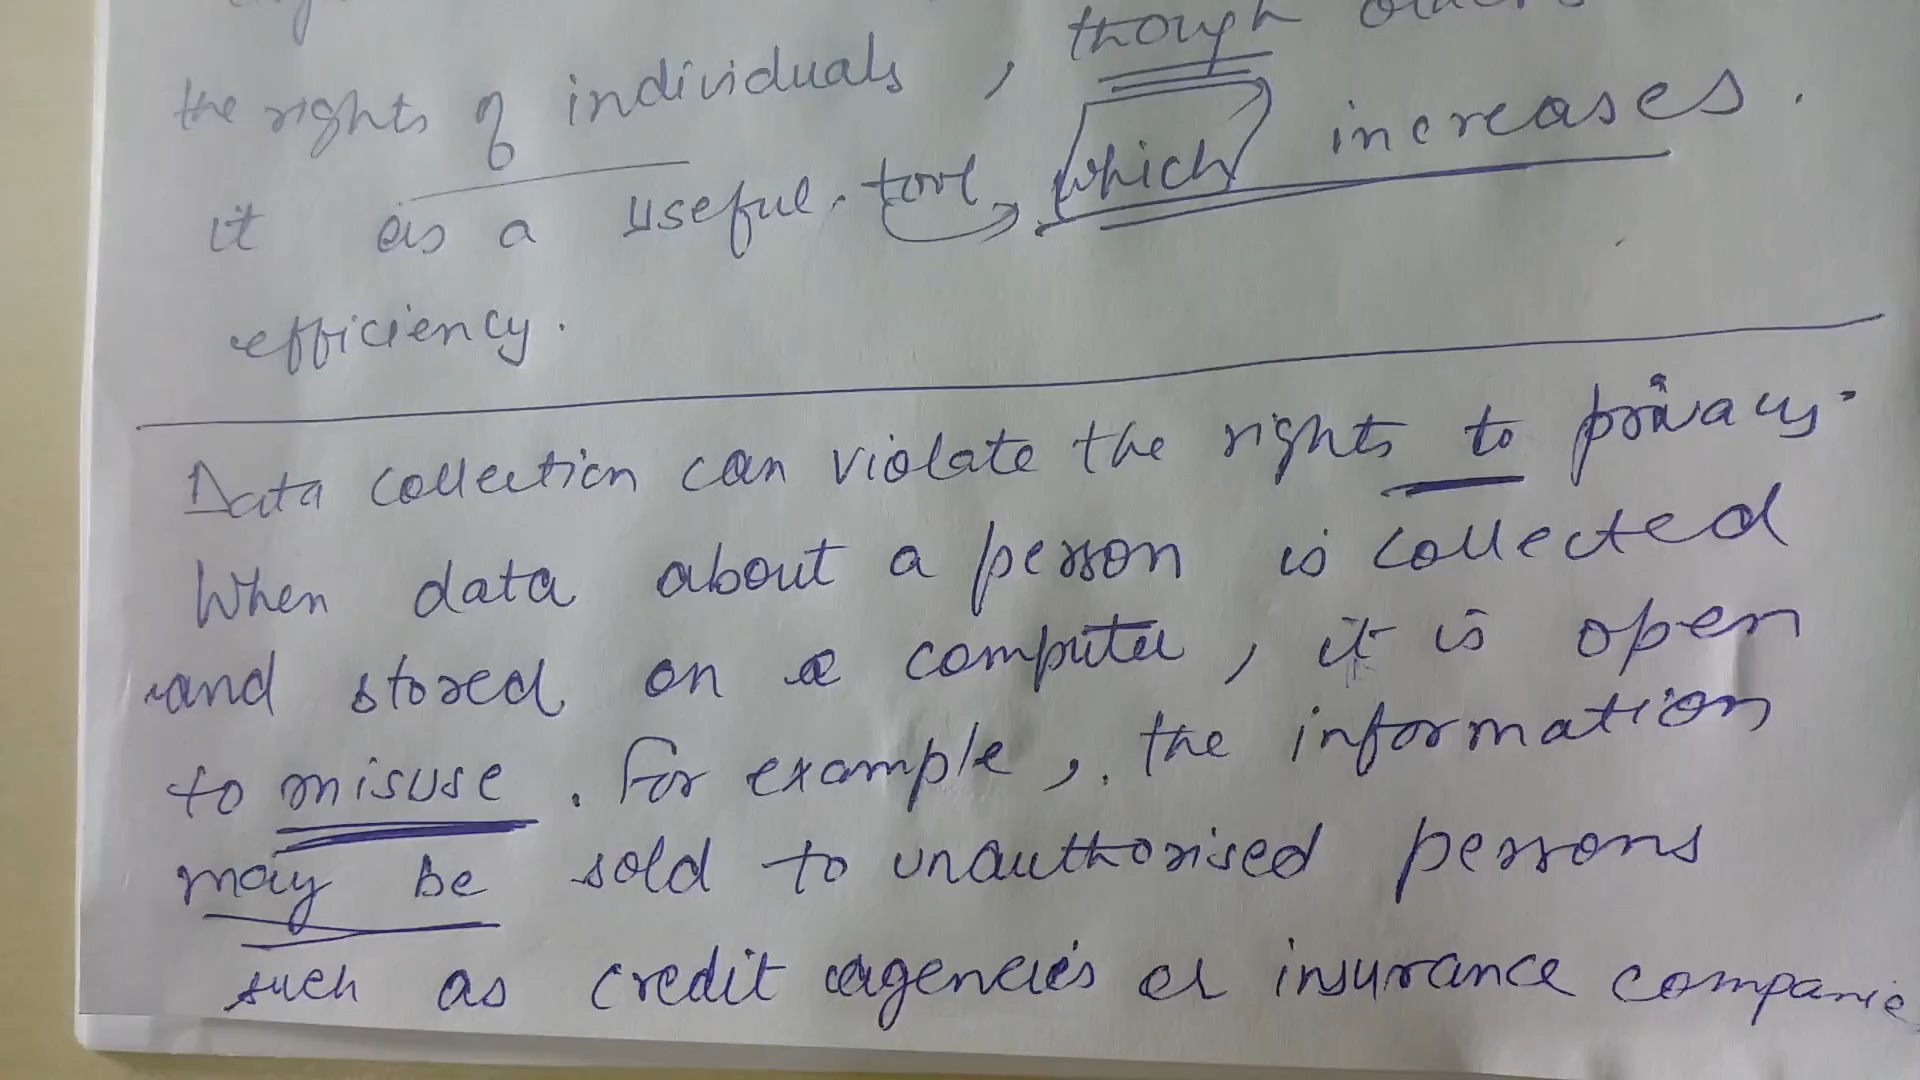 the rights of individuals, though
it as a useful tool, which increases.
efficiency.
Data collection can violate the rights to privacy.
When data about a person is collected
and stored on a computer, it is open
to misuse. For example, the information
may be sold to unauthorised persons
such as credit agencies or insurance companie